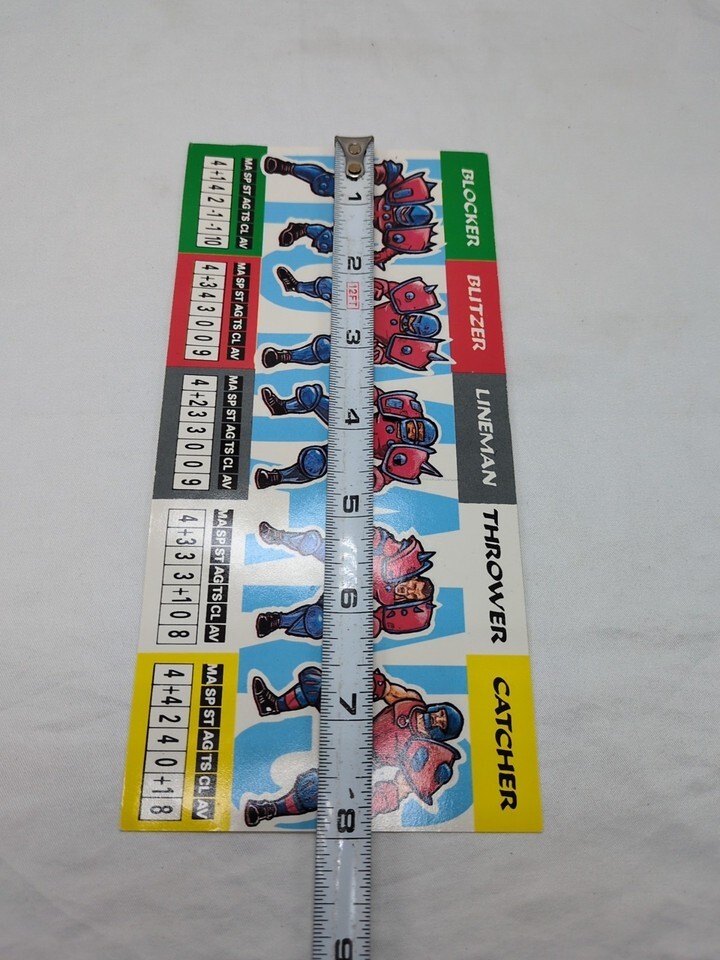 BLOCKER
MA SP ST AG TS CL AV
4 +1 4 2 -1 -1 10
BLITZER
MA SP ST AG TS CL AV
4 +3 4 3 0 0 9
LINEMAN
MA SP ST AG TS CL AV
4 +2 3 3 0 0 9
THROWER
MA SP ST AG TS CL AV
4 +3 3 3 +1 0 8
CATCHER
MA SP ST AG TS CL AV
4 +4 2 4 0 +1 8
1
2
12FT
3
4
5
6
7
8
9